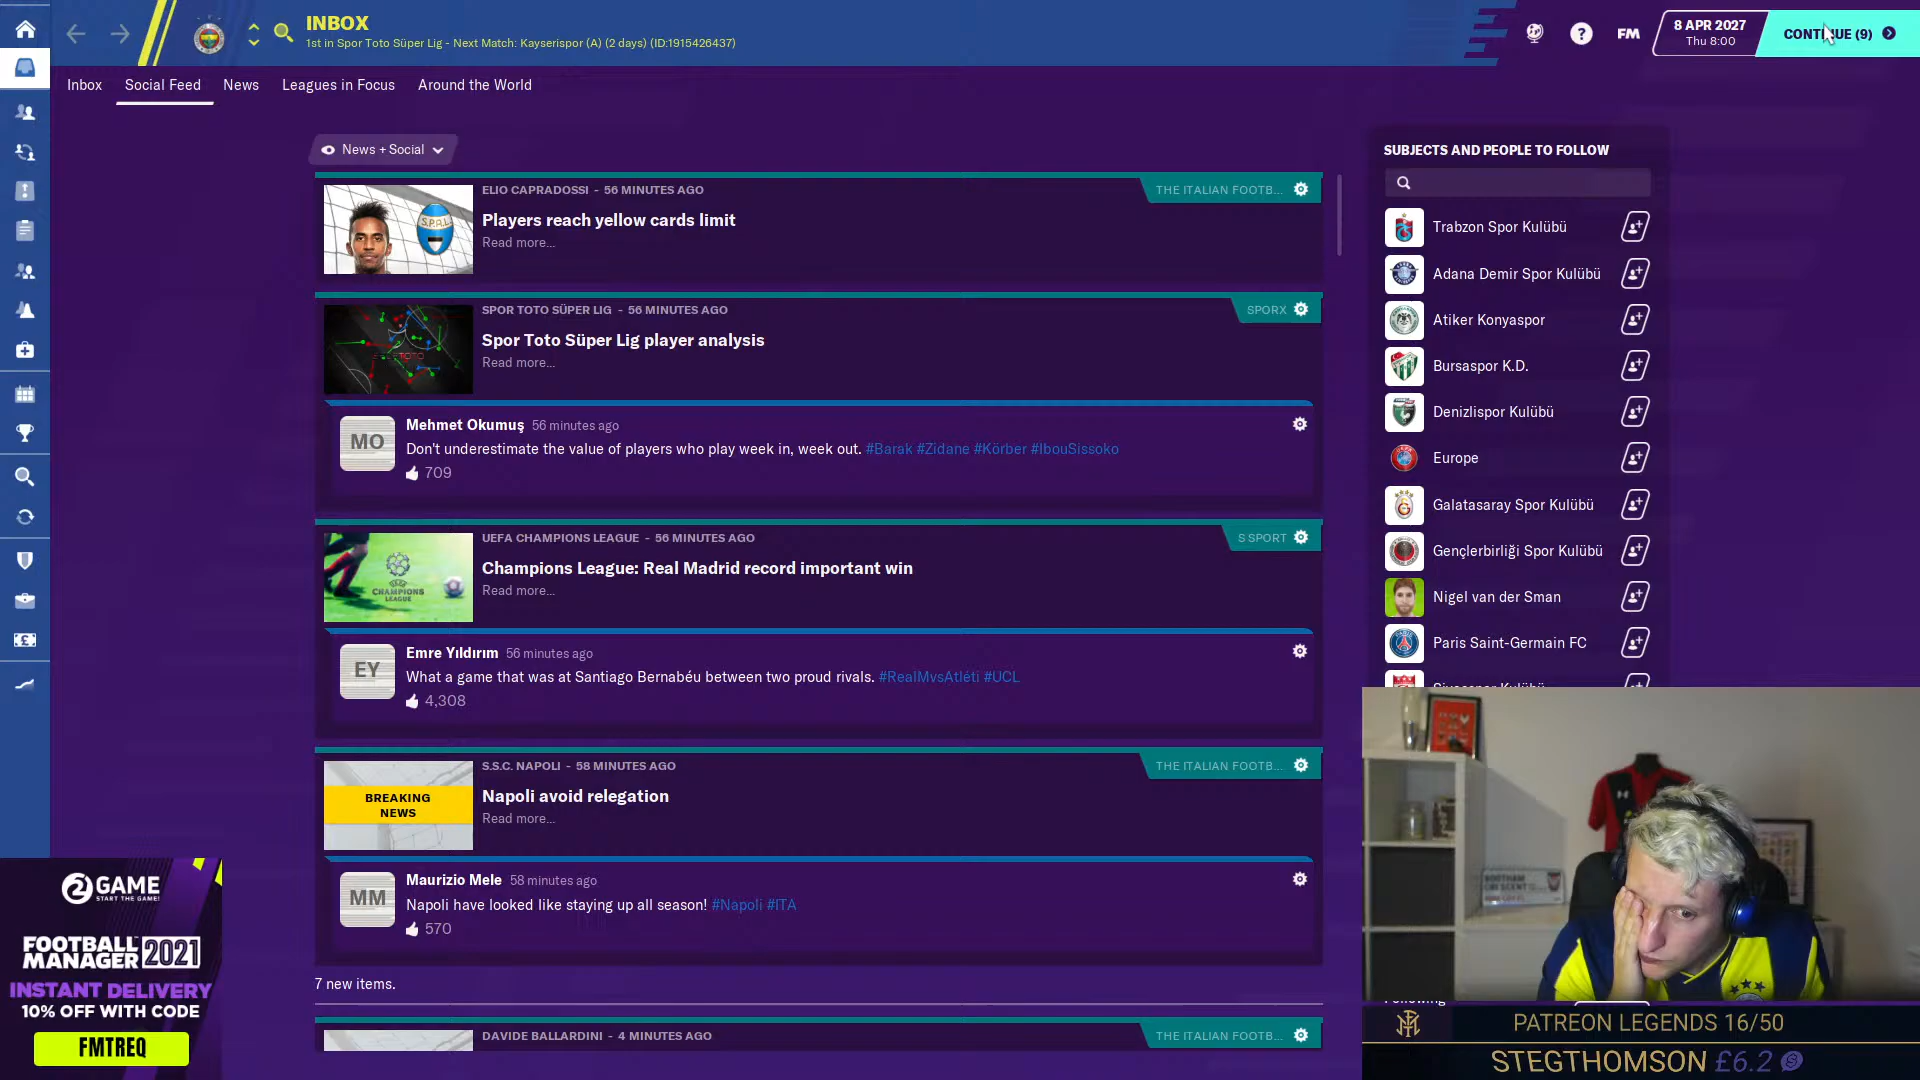 INBOX
1st in Spor Toto Süper Lig - Next Match: Kayserispor (A) (2 days) (ID:1915426437)
FM
8 APR 2027
Thu 8:00
CONTINUE (9)
Inbox
Social Feed
News
Leagues in Focus
Around the World
News + Social
ELIO CAPRADOSSI - 56 MINUTES AGO
THE ITALIAN FOOTB...
Players reach yellow cards limit
Read more...
S.P.A.L
SPOR TOTO SÜPER LIG - 56 MINUTES AGO
SPORX
Spor Toto Süper Lig player analysis
Read more...
MO
Mehmet Okumuş 56 minutes ago
Don't underestimate the value of players who play week in, week out. #Barak #Zidane #Körber #IbouSissoko
709
UEFA CHAMPIONS LEAGUE - 56 MINUTES AGO
S SPORT
Champions League: Real Madrid record important win
Read more...
CHAMPIONS
LEAGUE
EY
Emre Yıldırım 56 minutes ago
What a game that was at Santiago Bernabéu between two proud rivals. #RealMvsAtléti #UCL
4,308
S.S.C. NAPOLI - 58 MINUTES AGO
THE ITALIAN FOOTB...
BREAKING
NEWS
Napoli avoid relegation
Read more...
MM
Maurizio Mele 58 minutes ago
Napoli have looked like staying up all season! #Napoli #ITA
570
7 new items.
DAVIDE BALLARDINI - 4 MINUTES AGO
THE ITALIAN FOOTB...
SUBJECTS AND PEOPLE TO FOLLOW
Trabzon Spor Kulübü
Adana Demir Spor Kulübü
Atiker Konyaspor
Bursaspor K.D.
Denizlispor Kulübü
Europe
Galatasaray Spor Kulübü
Gençlerbirliği Spor Kulübü
Nigel van der Sman
Paris Saint-Germain FC
Sivasspor Kulübü
Following
2GAME
START THE GAME!
FOOTBALL
MANAGER 2021
INSTANT DELIVERY
10% OFF WITH CODE
FMTREQ
PATREON LEGENDS 16/50
STEGTHOMSON £6.2